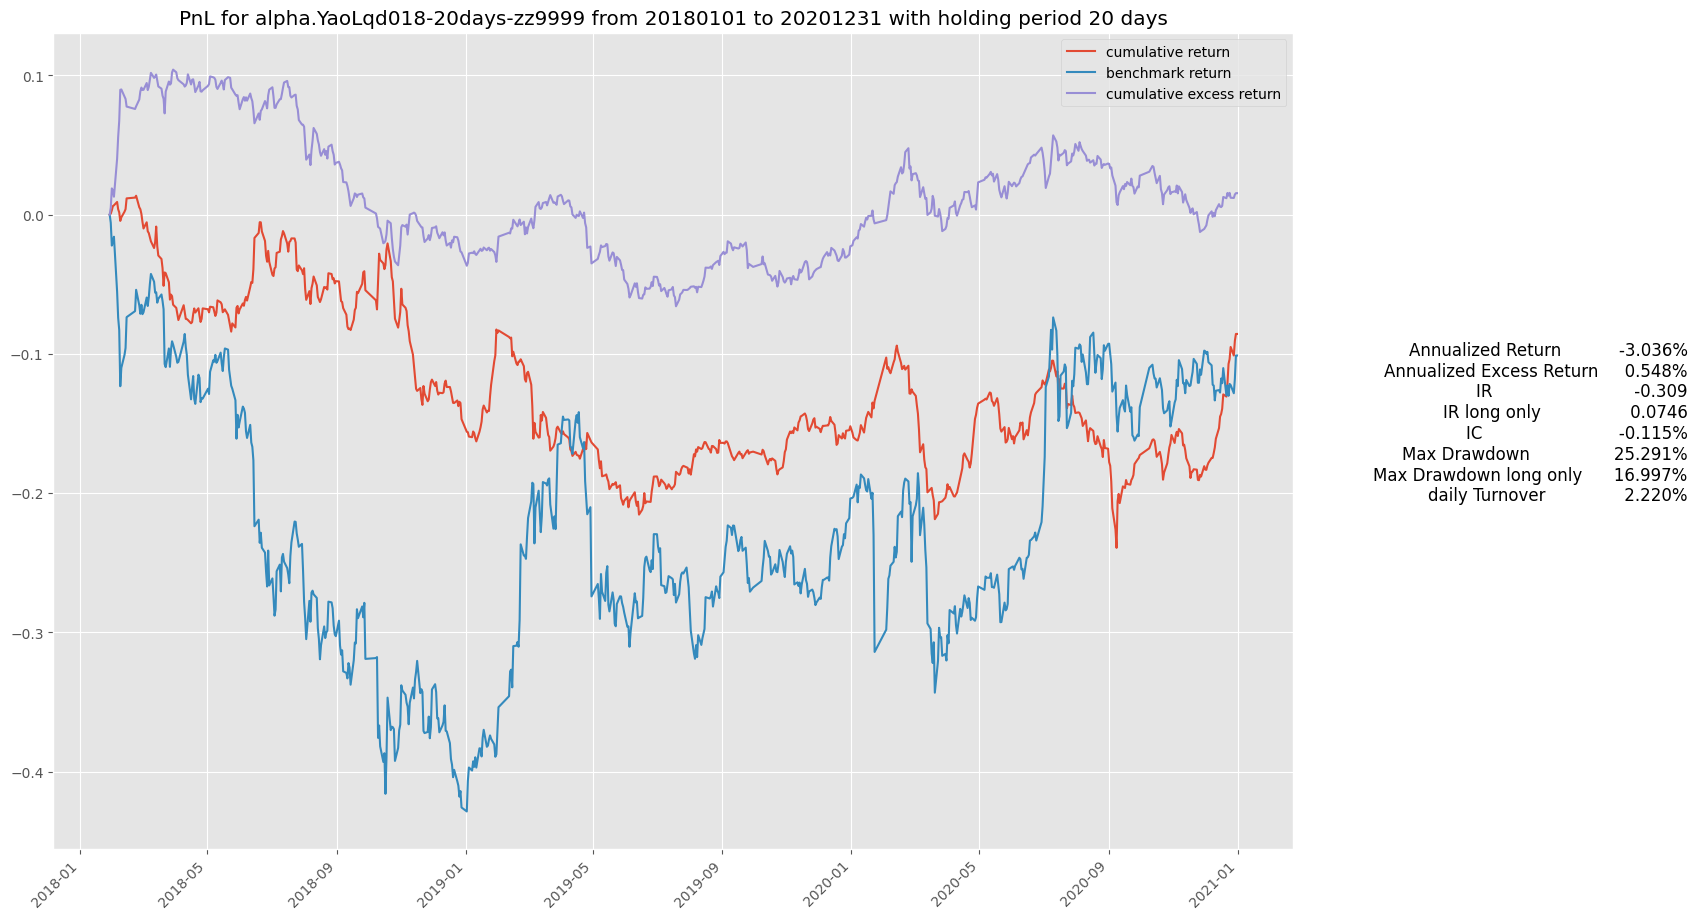 PnL for alpha.YaoLqd018-20days-zz9999 from 20180101 to 20201231 with holding period 20 days
cumulative return
benchmark return
cumulative excess return
0.1
0.0
−0.1
−0.2
−0.3
−0.4
2018-01
2018-05
2018-09
2019-01
2019-05
2019-09
2020-01
2020-05
2020-09
2021-01
Annualized Return -3.036%
Annualized Excess Return 0.548%
IR -0.309
IR long only 0.0746
IC -0.115%
Max Drawdown 25.291%
Max Drawdown long only 16.997%
daily Turnover 2.220%